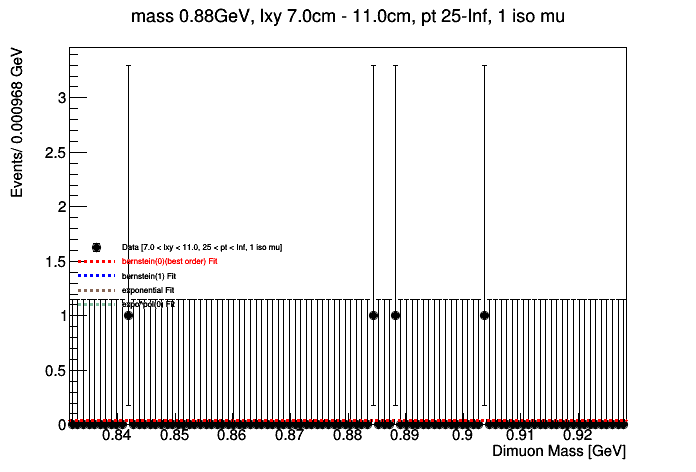 mass 0.88GeV, lxy 7.0cm - 11.0cm, pt 25-Inf, 1 iso mu
Events/ 0.000968 GeV
3
2.5
2
1.5
1
0.5
0
Data [7.0 < lxy < 11.0, 25 < pt < Inf, 1 iso mu]
bernstein(0)(best order) Fit
bernstein(1) Fit
exponential Fit
expo*pol(0) Fit
0.84 0.85 0.86 0.87 0.88 0.89 0.9 0.91 0.92
Dimuon Mass [GeV]